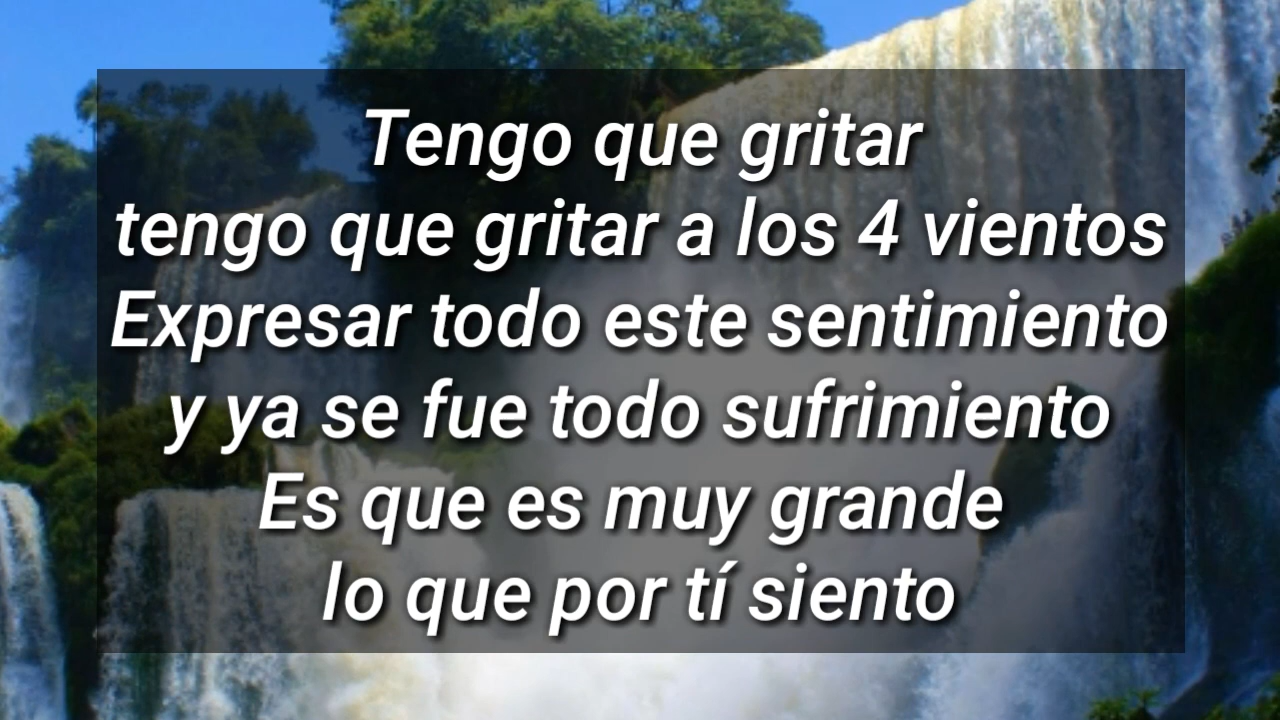 Tengo que gritar
tengo que gritar a los 4 vientos
Expresar todo este sentimiento
y ya se fue todo sufrimiento
Es que es muy grande
lo que por tí siento